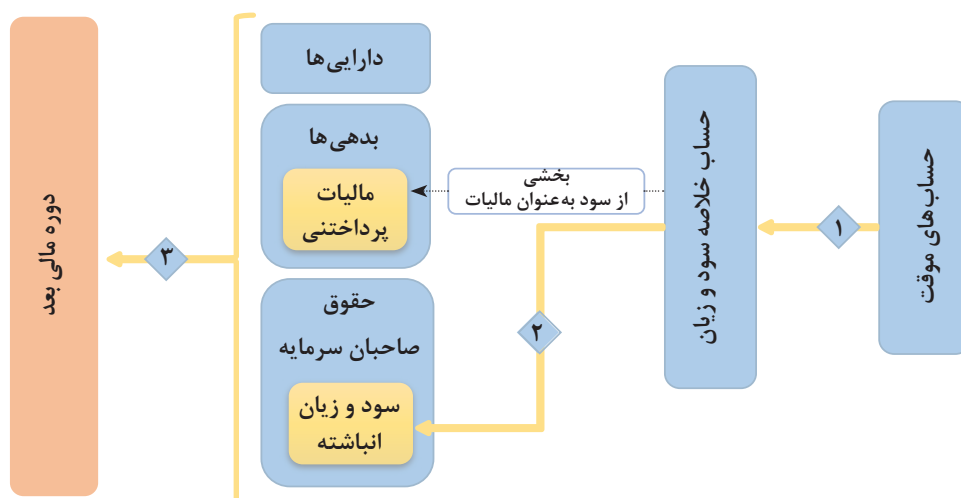 حساب‌های موقت
۱
حساب خلاصه سود و زیان
بخشی
از سود به‌عنوان مالیات
۲
دارایی‌ها
بدهی‌ها
مالیات
پرداختنی
حقوق
صاحبان سرمایه
سود و زیان
انباشته
۳
دوره مالی بعد